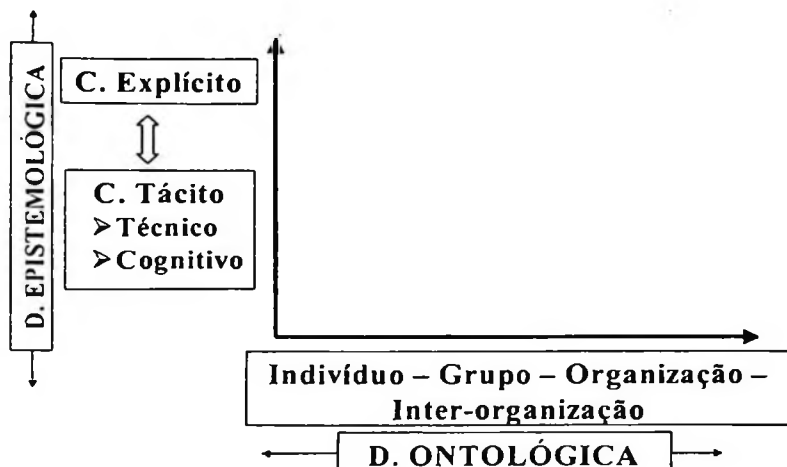 D. EPISTEMOLÓGICA
C. Explícito
C. Tácito
➢Técnico
➢Cognitivo
Indivíduo – Grupo – Organização –
Inter-organização
D. ONTOLÓGICA